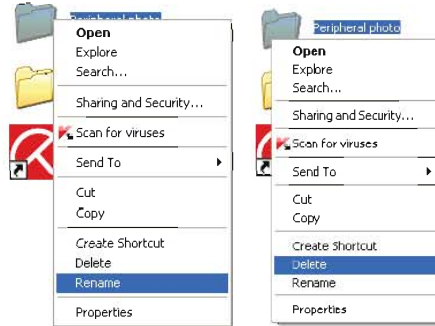 Peripheral photo
Open
Explore
Search...
Sharing and Security...
Scan for viruses
Send To
Cut
Copy
Create Shortcut
Delete
Rename
Properties
Peripheral photo
Open
Explore
Search...
Sharing and Security...
Scan for viruses
Send To
Cut
Copy
Create Shortcut
Delete
Rename
Properties